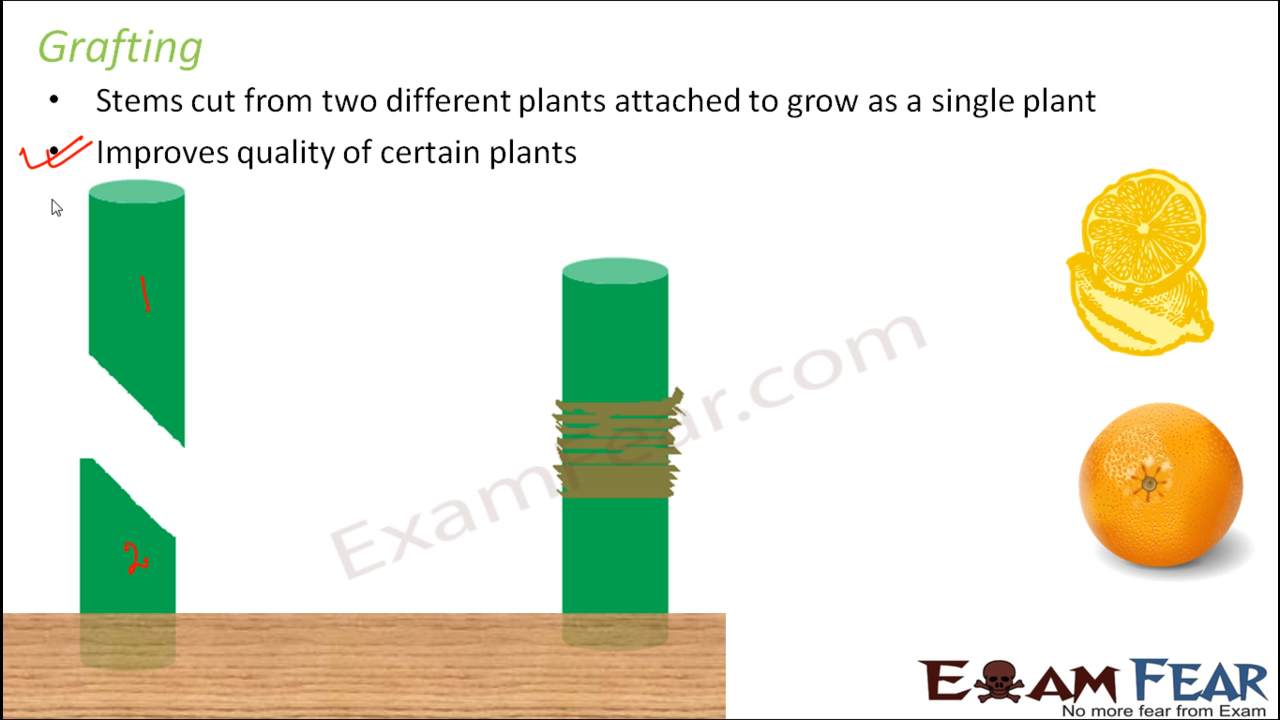 Grafting
• Stems cut from two different plants attached to grow as a single plant
• Improves quality of certain plants
1
2
ExamFear.com
EXAM FEAR
No more fear from Exam